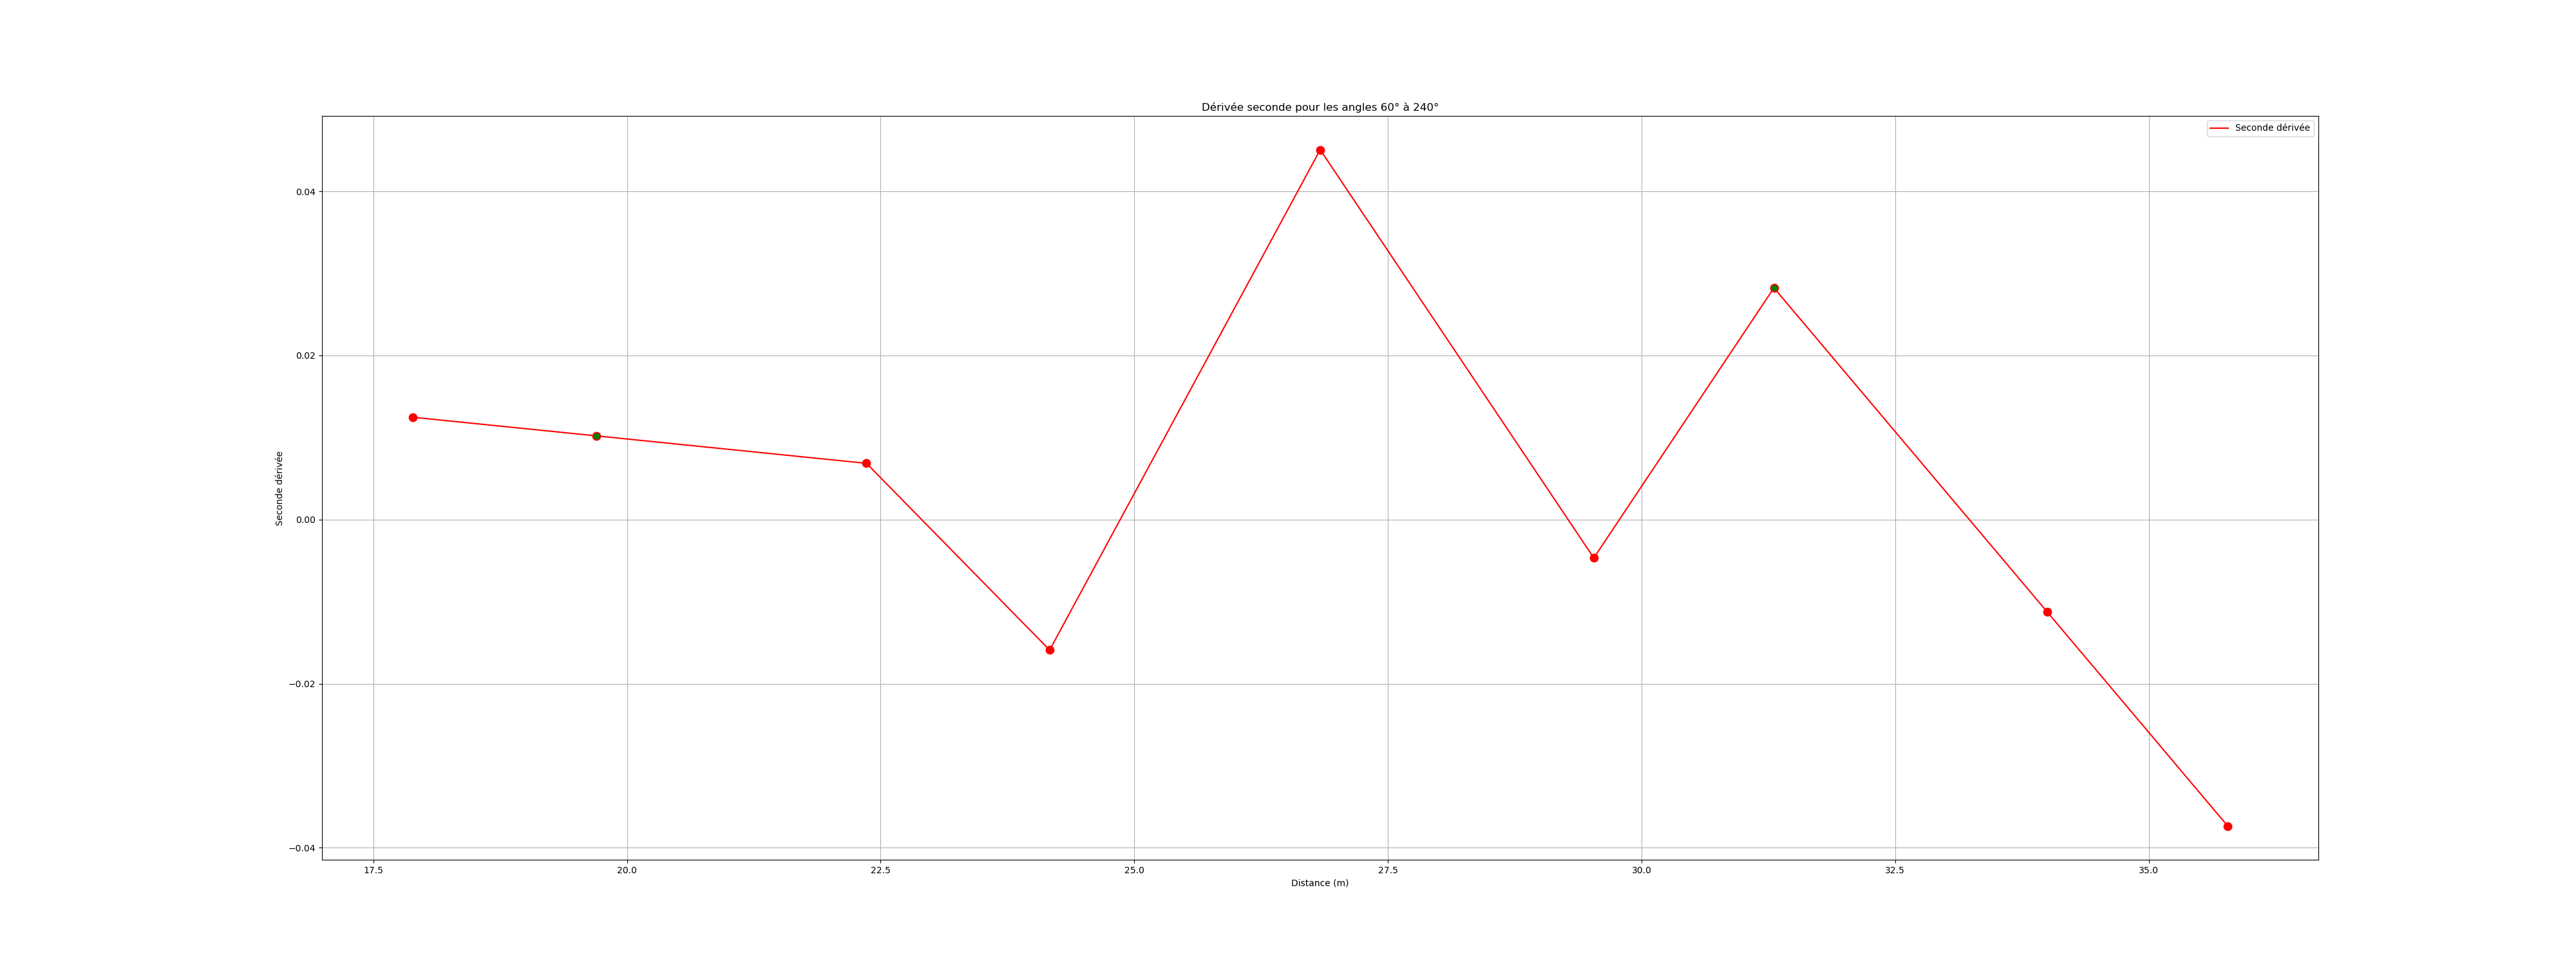 Dérivée seconde pour les angles 60° à 240°
Seconde dérivée
0.04
0.02
0.00
−0.02
−0.04
Seconde dérivée
17.5 20.0 22.5 25.0 27.5 30.0 32.5 35.0
Distance (m)